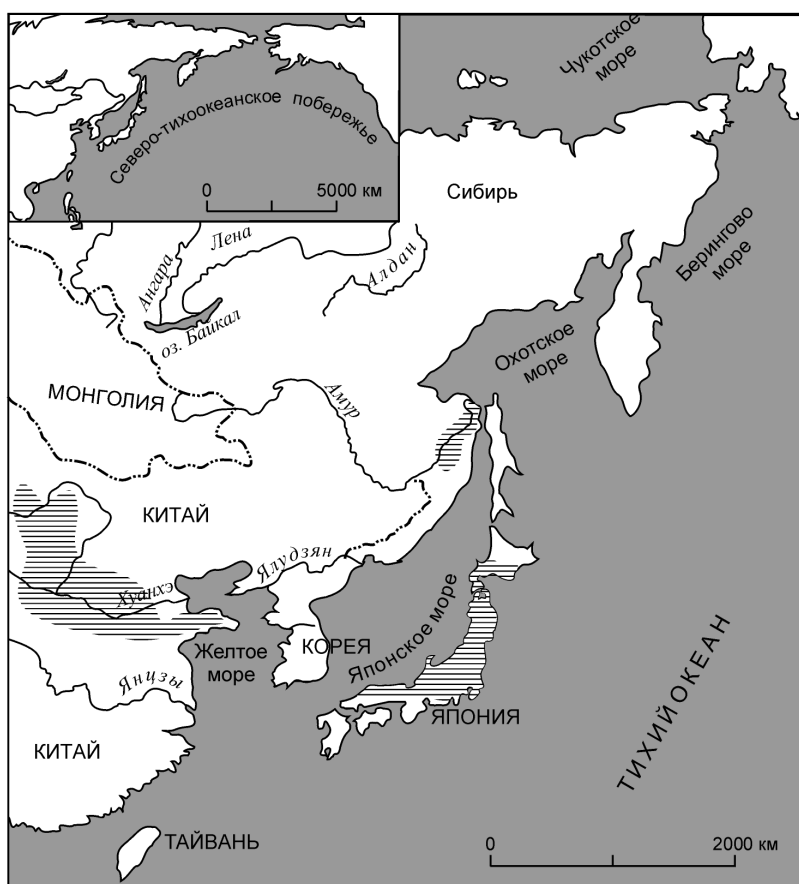 Северо-тихоокеанское побережье
0 5000 км
Чукотское
море
Сибирь
Берингово
море
Лена
Алдан
Ангара
оз. Байкал
Охотское
море
МОНГОЛИЯ
Амур
КИТАЙ
Ялудзян
Хуанхэ
Желтое
море
КОРЕЯ
Японское море
Янцзы
ЯПОНИЯ
ТИХИЙ ОКЕАН
КИТАЙ
ТАЙВАНЬ
0 2000 км